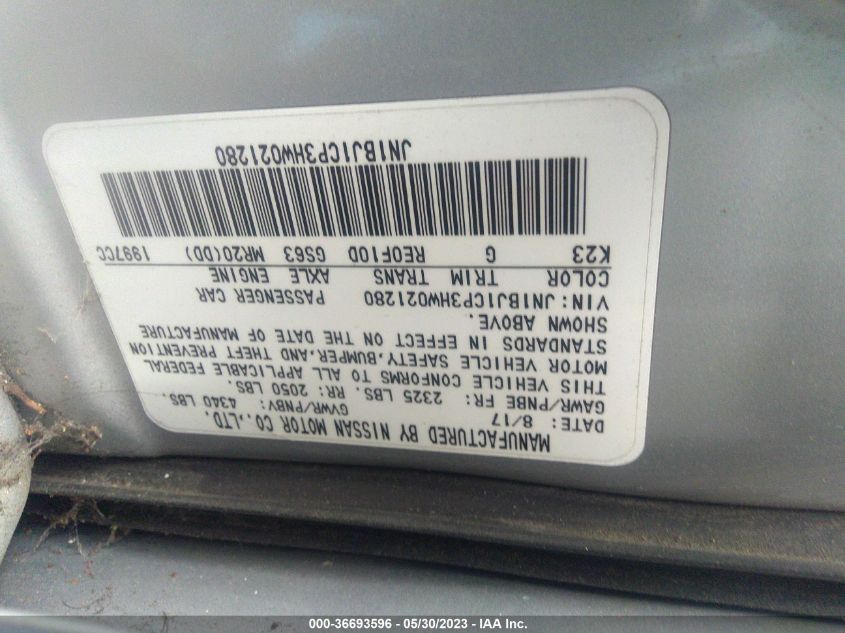 MANUFACTURED BY NISSAN MOTOR CO.,LTD.
DATE: 8/17 GVWR/PNBV: 4340 LBS.
GAWR/PNBE FR: 2325 LBS. RR: 2050 LBS.
THIS VEHICLE CONFORMS TO ALL APPLICABLE FEDERAL
MOTOR VEHICLE SAFETY,BUMPER,AND THEFT PREVENTION
STANDARDS IN EFFECT ON THE DATE OF MANUFACTURE
SHOWN ABOVE.
VIN: JN1BJ1CP3HW021280 PASSENGER CAR
COLOR TRIM TRANS AXLE ENGINE
K23 G RE0F10D GS63 MR20(DD) 1997CC
JN1BJ1CP3HW021280
000-36693596 - 05/30/2023 - IAA Inc.